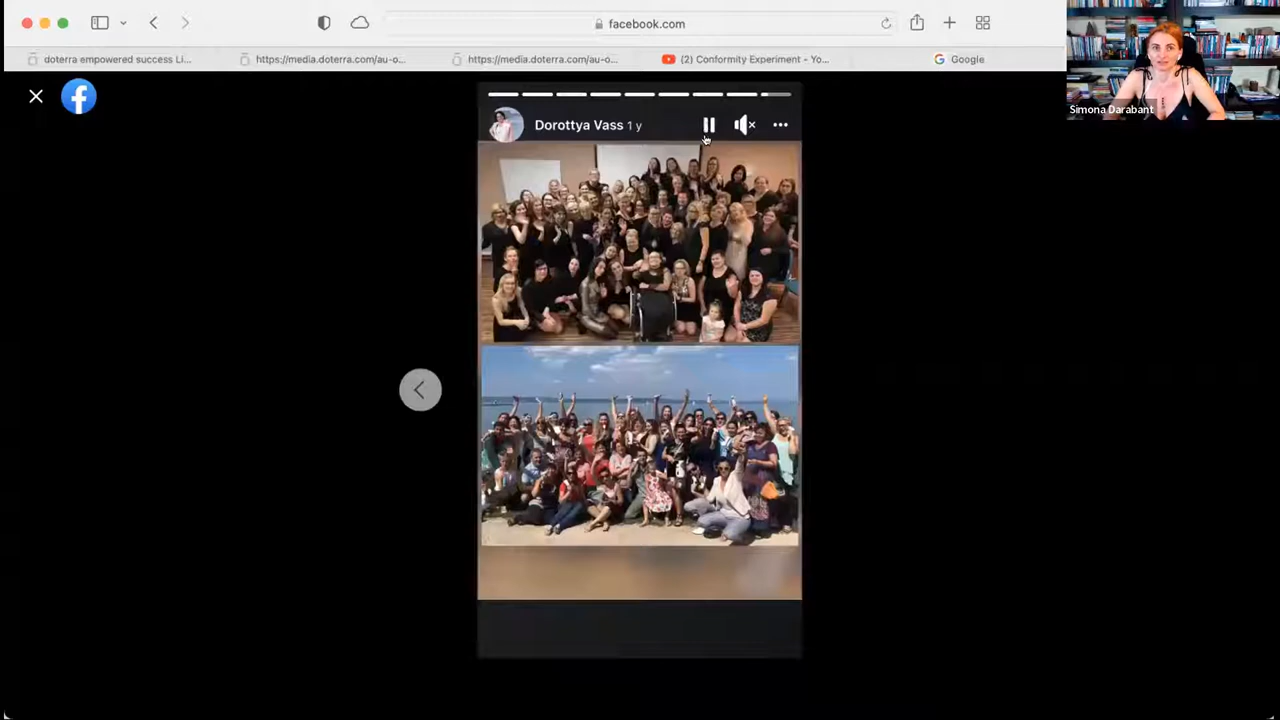 facebook.com
doterra empowered success Li...
https://media.doterra.com/au-o...
https://media.doterra.com/au-o...
(2) Conformity Experiment - Yo...
Google
Simona Darabant
Dorottya Vass 1 y